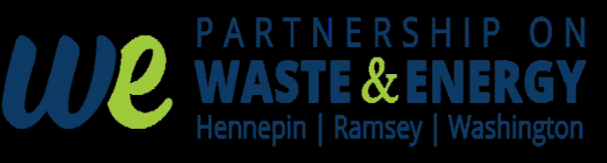 we
PARTNERSHIP ON
WASTE & ENERGY
Hennepin | Ramsey | Washington